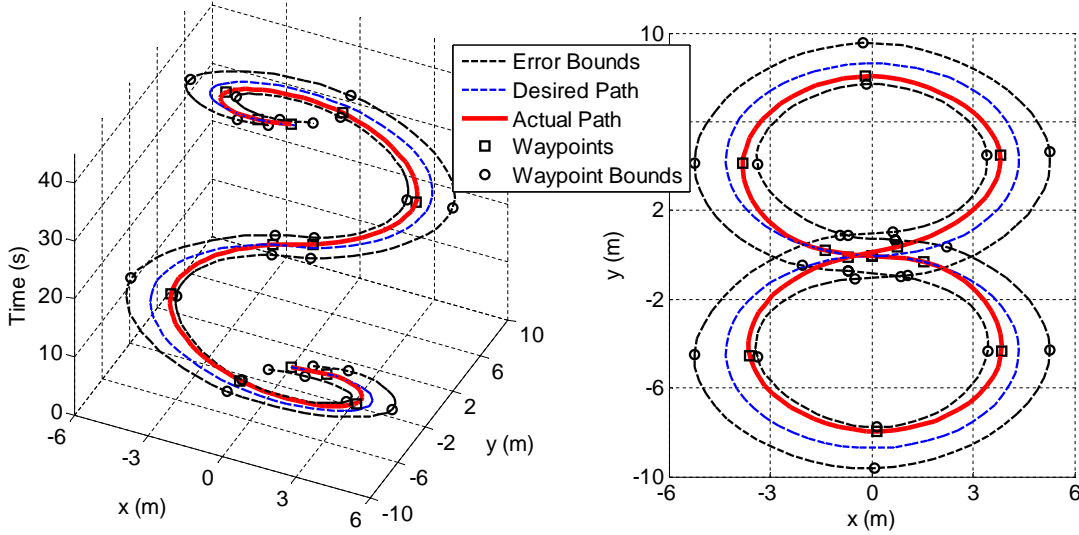 Error Bounds
Desired Path
Actual Path
Waypoints
Waypoint Bounds
40
30
20
10
0
Time (s)
-6
-3
0
3
6
x (m)
-10
-6
-2
2
6
10
y (m)
10
2
-2
-6
-10
y (m)
-6
-3
0
3
6
x (m)